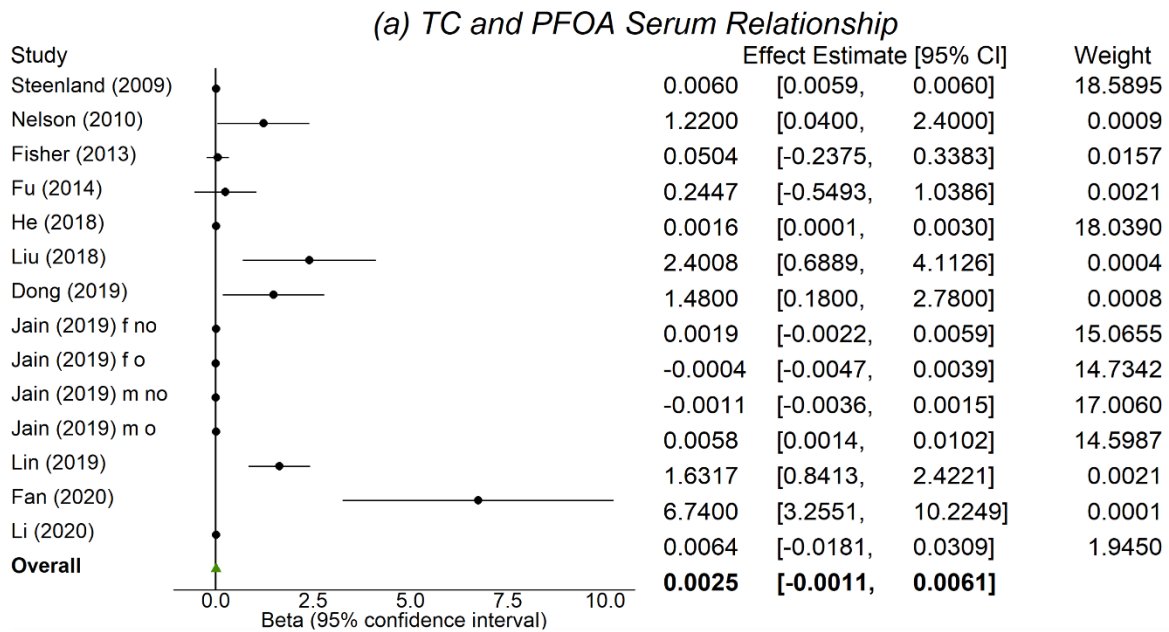 (a) TC and PFOA Serum Relationship
Study Effect Estimate [95% CI] Weight
Steenland (2009) 0.0060 [0.0059, 0.0060] 18.5895
Nelson (2010) 1.2200 [0.0400, 2.4000] 0.0009
Fisher (2013) 0.0504 [-0.2375, 0.3383] 0.0157
Fu (2014) 0.2447 [-0.5493, 1.0386] 0.0021
He (2018) 0.0016 [0.0001, 0.0030] 18.0390
Liu (2018) 2.4008 [0.6889, 4.1126] 0.0004
Dong (2019) 1.4800 [0.1800, 2.7800] 0.0008
Jain (2019) f no 0.0019 [-0.0022, 0.0059] 15.0655
Jain (2019) f o -0.0004 [-0.0047, 0.0039] 14.7342
Jain (2019) m no -0.0011 [-0.0036, 0.0015] 17.0060
Jain (2019) m o 0.0058 [0.0014, 0.0102] 14.5987
Lin (2019) 1.6317 [0.8413, 2.4221] 0.0021
Fan (2020) 6.7400 [3.2551, 10.2249] 0.0001
Li (2020) 0.0064 [-0.0181, 0.0309] 1.9450
Overall 0.0025 [-0.0011, 0.0061]
0.0 2.5 5.0 7.5 10.0
Beta (95% confidence interval)